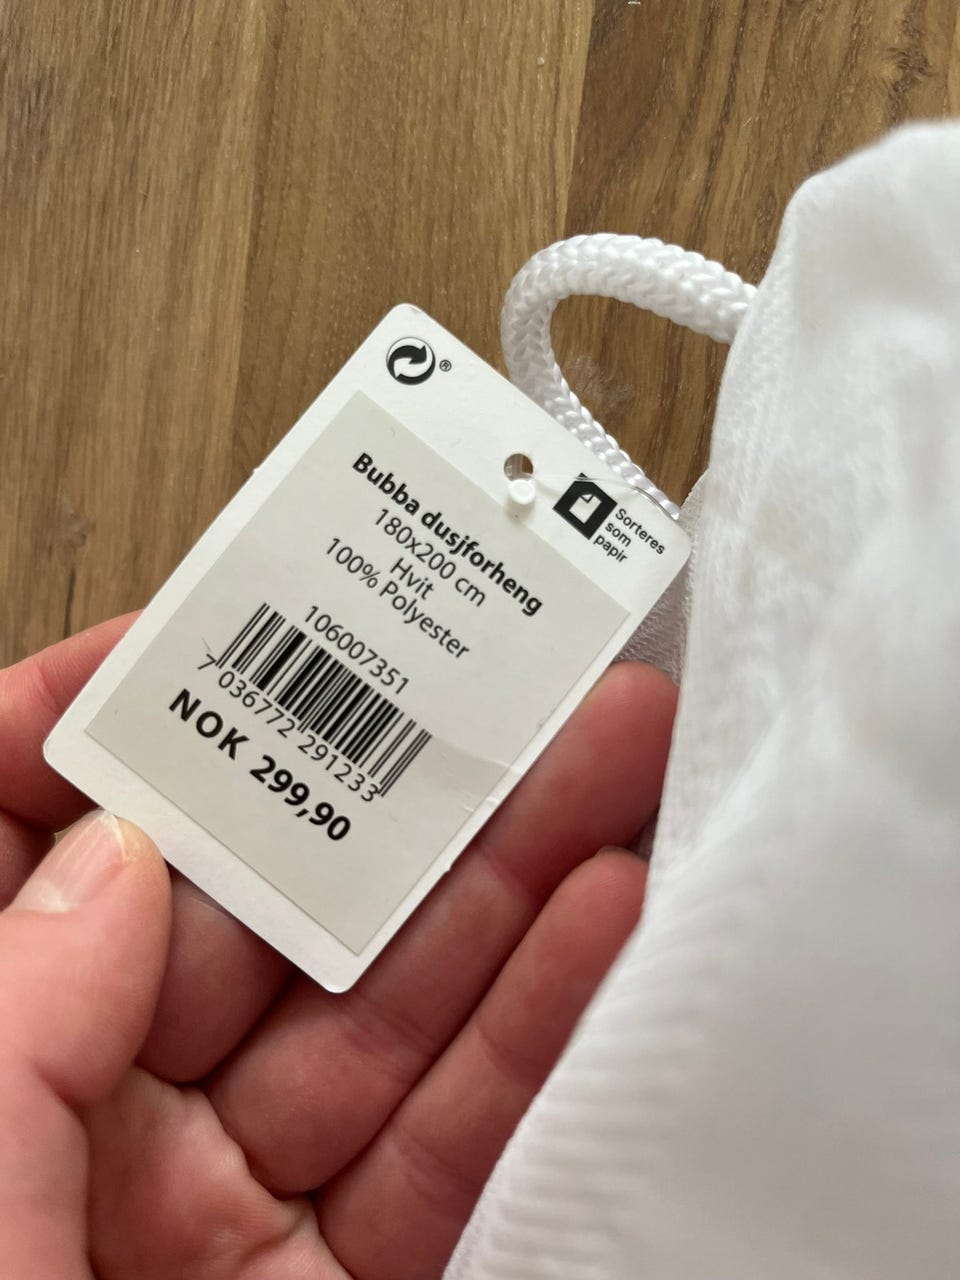 ®
Sorteres
som
papir
Bubba dusjforheng
180x200 cm
Hvit
100% Polyester
106007351
7 036772 291233
NOK 299,90